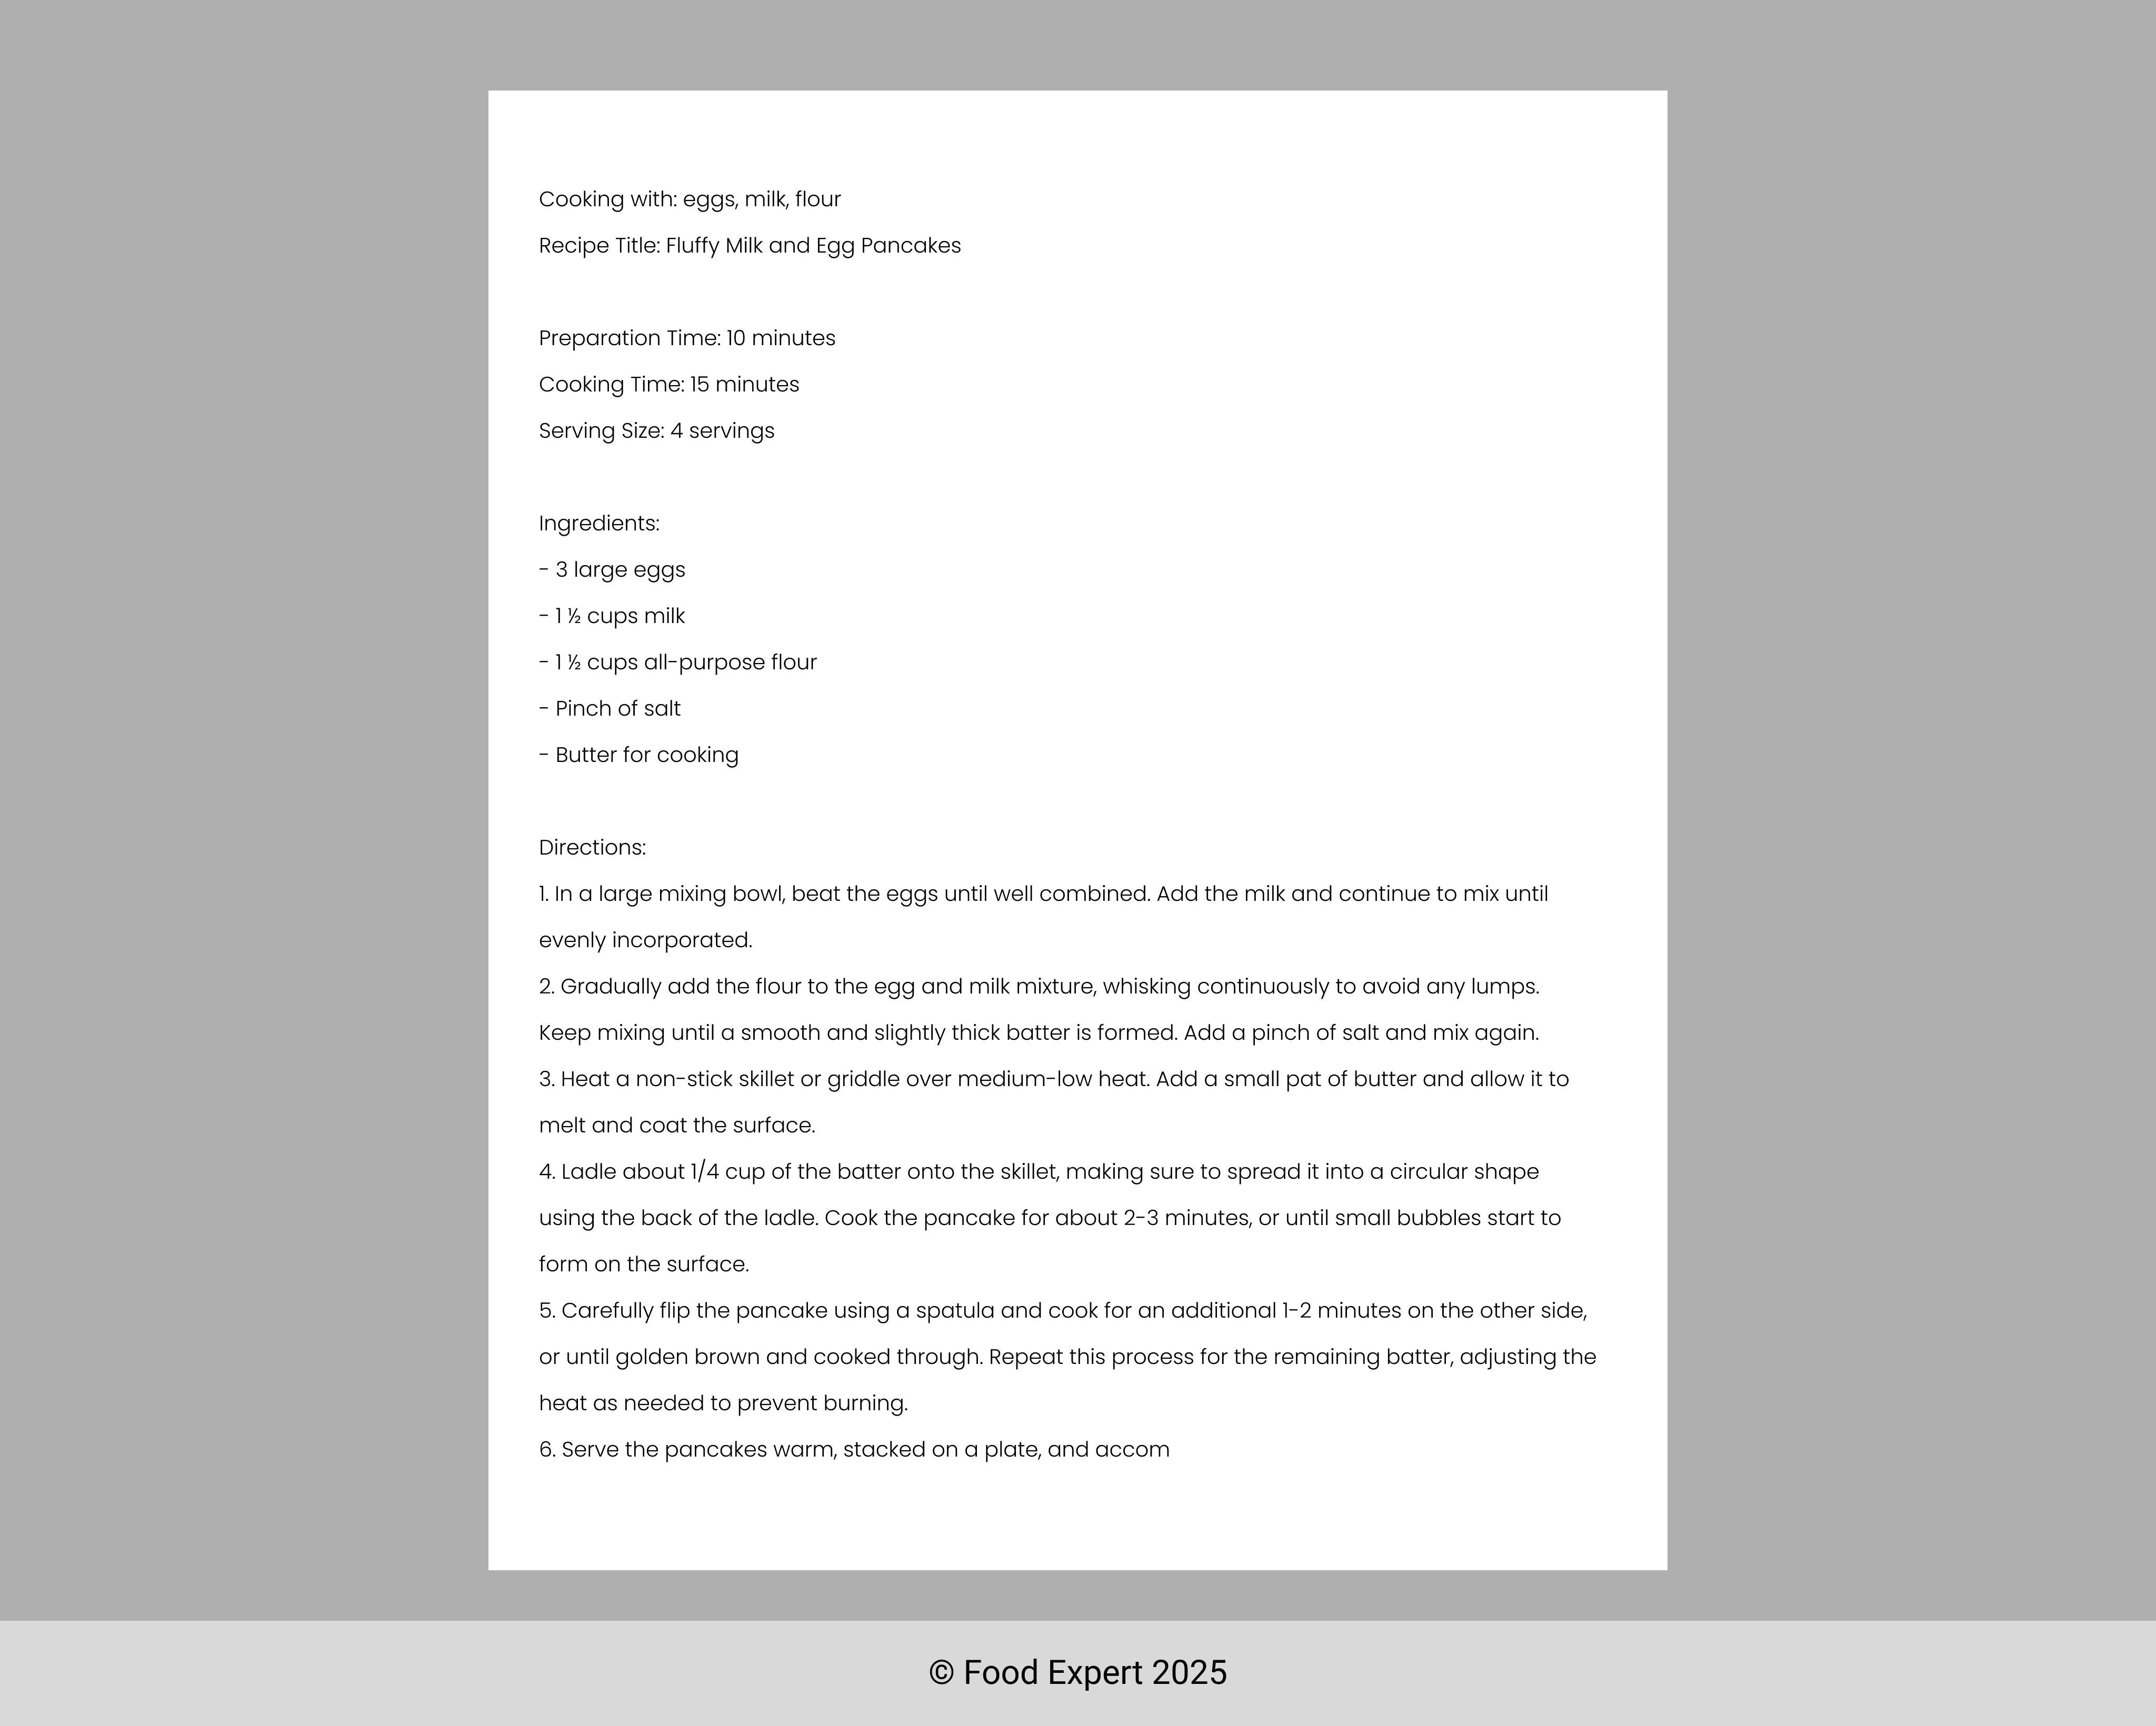 Cooking with: eggs, milk, flour
Recipe Title: Fluffy Milk and Egg Pancakes
Preparation Time: 10 minutes
Cooking Time: 15 minutes
Serving Size: 4 servings
Ingredients:
- 3 large eggs
- 1 ½ cups milk
- 1 ½ cups all-purpose flour
- Pinch of salt
- Butter for cooking
Directions:
1. In a large mixing bowl, beat the eggs until well combined. Add the milk and continue to mix until
evenly incorporated.
2. Gradually add the flour to the egg and milk mixture, whisking continuously to avoid any lumps.
Keep mixing until a smooth and slightly thick batter is formed. Add a pinch of salt and mix again.
3. Heat a non-stick skillet or griddle over medium-low heat. Add a small pat of butter and allow it to
melt and coat the surface.
4. Ladle about 1/4 cup of the batter onto the skillet, making sure to spread it into a circular shape
using the back of the ladle. Cook the pancake for about 2-3 minutes, or until small bubbles start to
form on the surface.
5. Carefully flip the pancake using a spatula and cook for an additional 1-2 minutes on the other side,
or until golden brown and cooked through. Repeat this process for the remaining batter, adjusting the
heat as needed to prevent burning.
6. Serve the pancakes warm, stacked on a plate, and accom
© Food Expert 2025